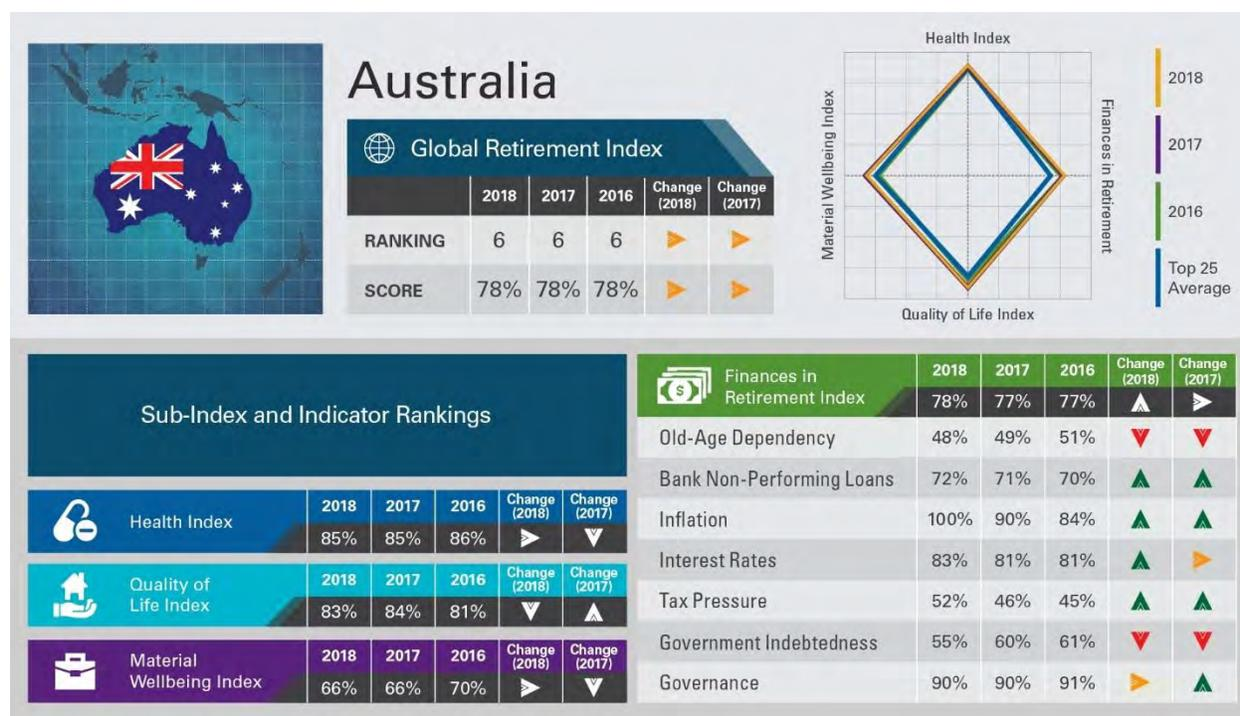 Australia
Global Retirement Index
2018 2017 2016 Change (2018) Change (2017)
RANKING 6 6 6
SCORE 78% 78% 78%
Health Index
Material Wellbeing Index
Finances in Retirement
Quality of Life Index
2018
2017
2016
Top 25
Average
Sub-Index and Indicator Rankings
Health Index
2018 2017 2016 Change (2018) Change (2017)
85% 85% 86%
Quality of
Life Index
2018 2017 2016 Change (2018) Change (2017)
83% 84% 81%
Material
Wellbeing Index
2018 2017 2016 Change (2018) Change (2017)
66% 66% 70%
Finances in
Retirement Index
2018 2017 2016 Change (2018) Change (2017)
78% 77% 77%
Old-Age Dependency 48% 49% 51%
Bank Non-Performing Loans 72% 71% 70%
Inflation 100% 90% 84%
Interest Rates 83% 81% 81%
Tax Pressure 52% 46% 45%
Government Indebtedness 55% 60% 61%
Governance 90% 90% 91%